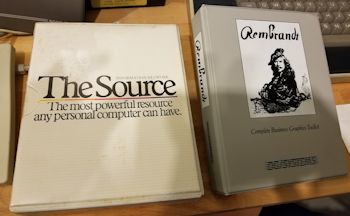 The Source
The most powerful resource
any personal computer can have.
Rembrandt
Rembrandt
Complete Business Graphics Toolkit